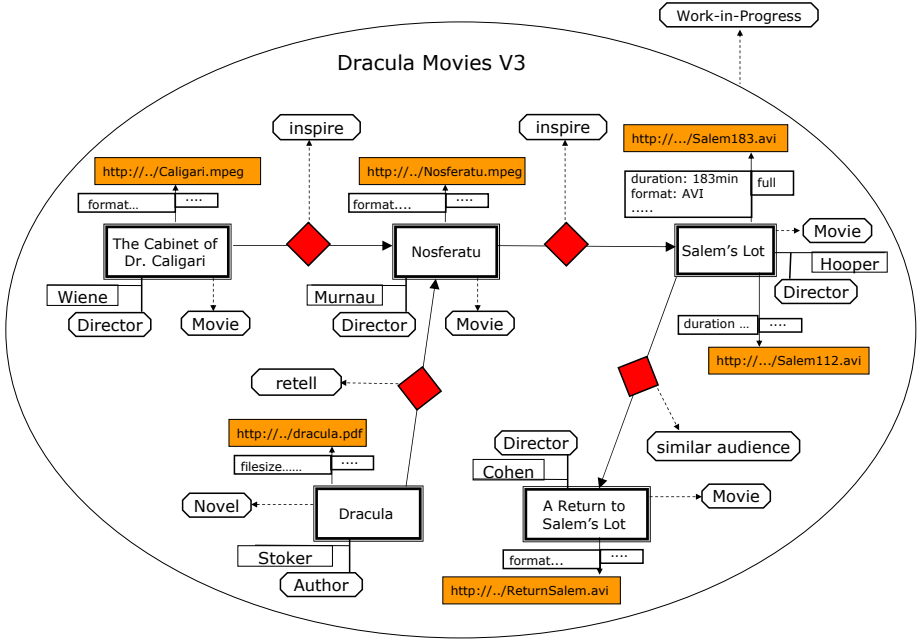 Work-in-Progress
Dracula Movies V3
inspire
inspire
http://.../Salem183.avi
http://../Caligari.mpeg
http://../Nosferatu.mpeg
duration: 183min
format: AVI
.....
full
format...
....
format....
....
The Cabinet of
Dr. Caligari
Nosferatu
Salem's Lot
Movie
Hooper
Director
Wiene
Director
Movie
Murnau
Director
Movie
duration ...
....
http://.../Salem112.avi
retell
http://../dracula.pdf
filesize......
....
Director
Cohen
similar audience
Novel
Dracula
A Return to
Salem's Lot
Movie
Stoker
Author
format...
....
http://../ReturnSalem.avi